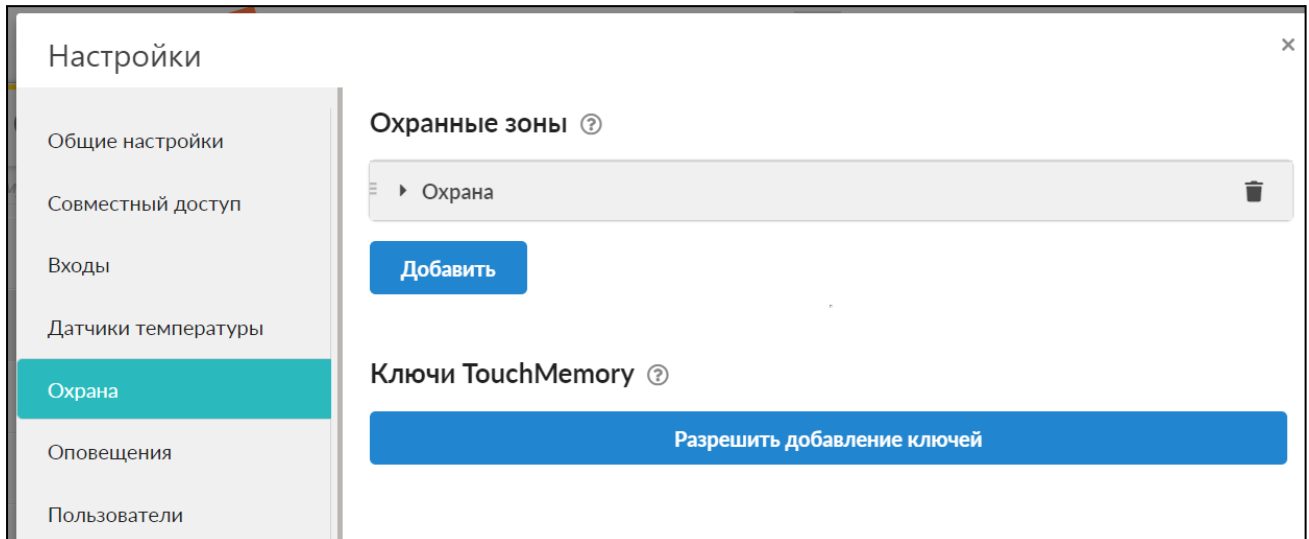 Настройки
×
Общие настройки
Совместный доступ
Входы
Датчики температуры
Охрана
Оповещения
Пользователи
Охранные зоны ?
Охрана
Добавить
Ключи TouchMemory ?
Разрешить добавление ключей